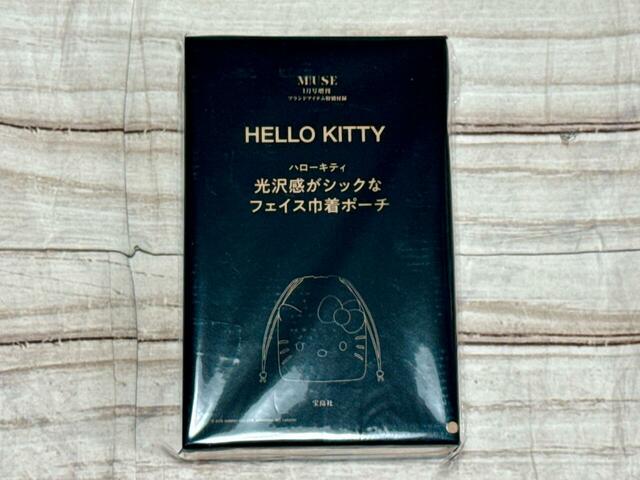 MUSE
1月号増刊
ブランドアイテム特別付録
HELLO KITTY
ハローキティ
光沢感がシックな
フェイス巾着ポーチ
宝島社